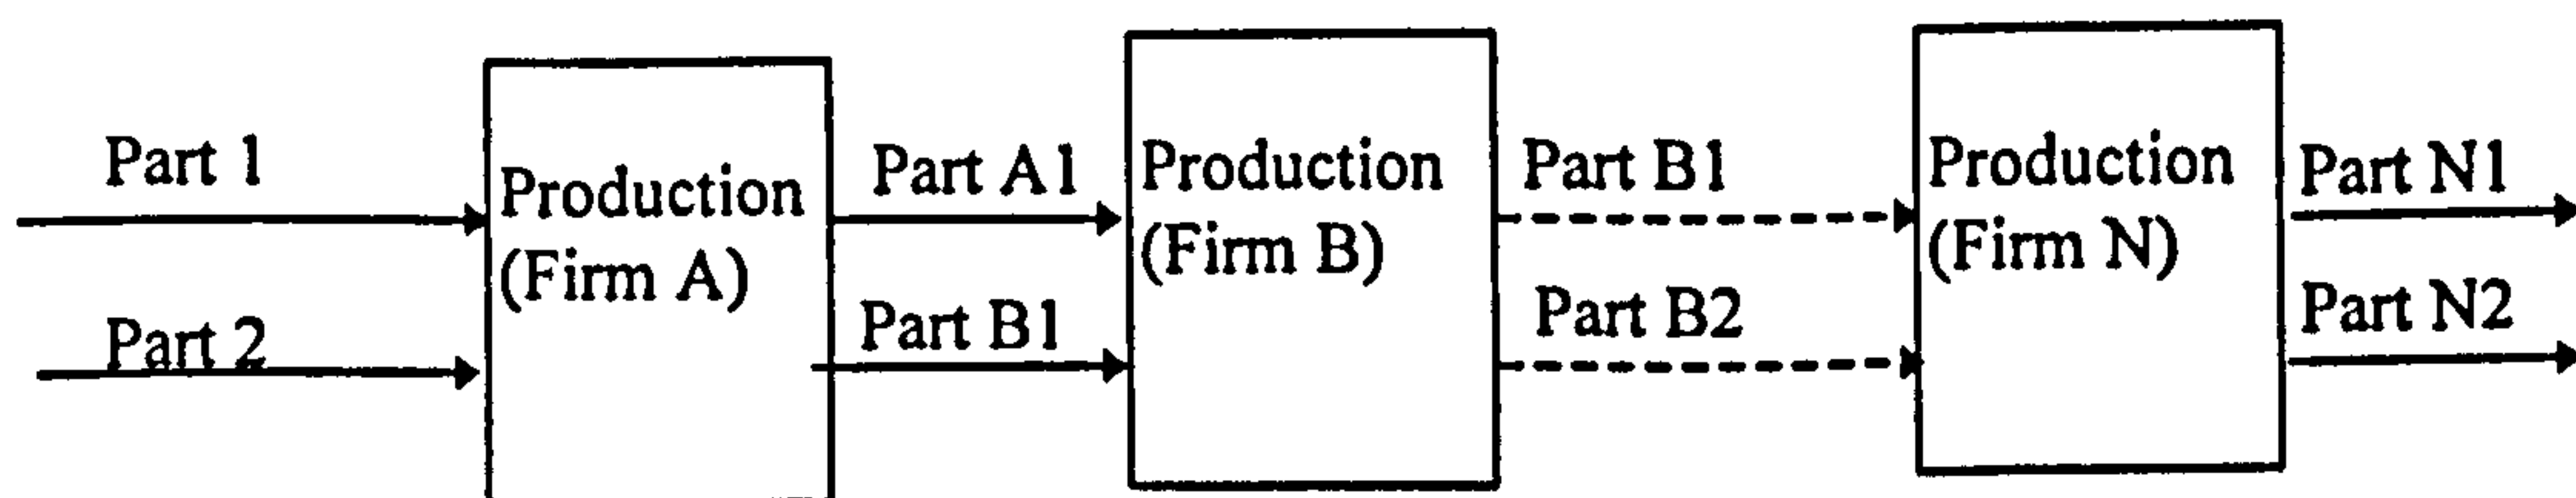 Part 1
Part 2
Production
(Firm A)
Part A1
Part B1
Production
(Firm B)
Part B1
Part B2
Production
(Firm N)
Part N1
Part N2